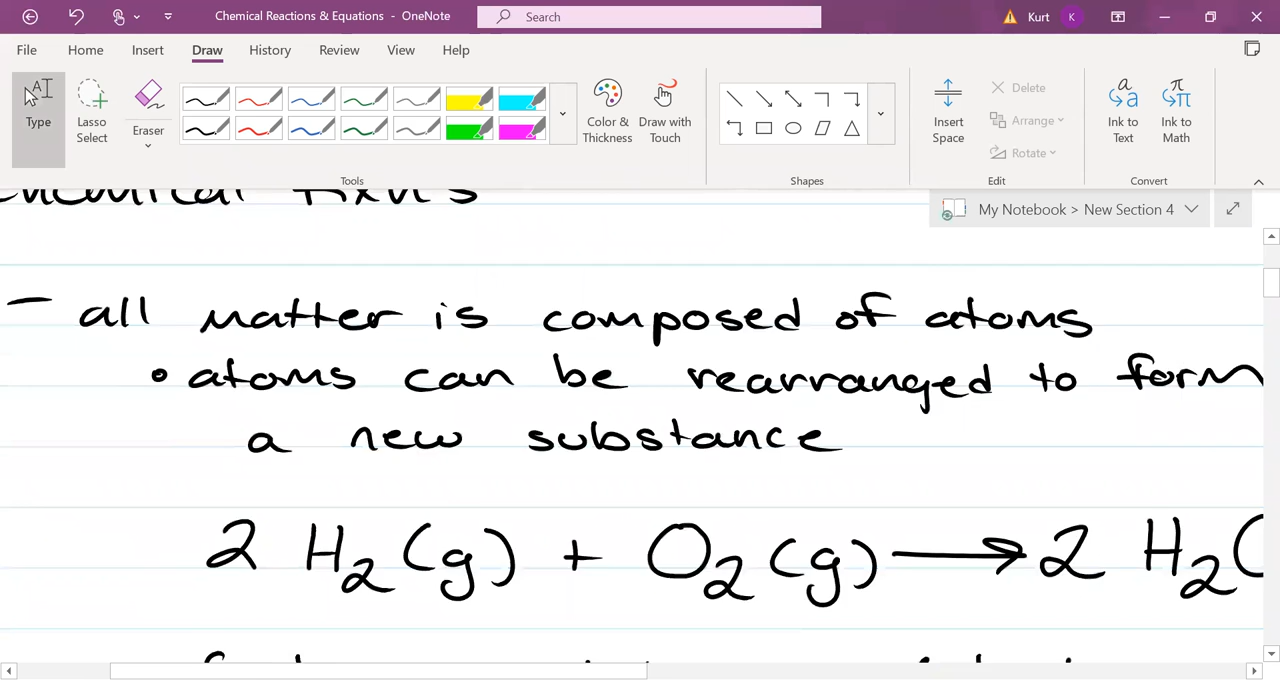 Chemical Reactions & Equations - OneNote
Search
Kurt
K
File
Home
Insert
Draw
History
Review
View
Help
Type
Lasso Select
Eraser
Color & Thickness
Draw with Touch
Insert Space
Delete
Arrange
Rotate
Ink to Text
Ink to Math
Tools
Shapes
Edit
Convert
My Notebook > New Section 4
- all matter is composed of atoms
• atoms can be rearranged to form
a new substance
2 H₂(g) + O₂(g) → 2 H₂